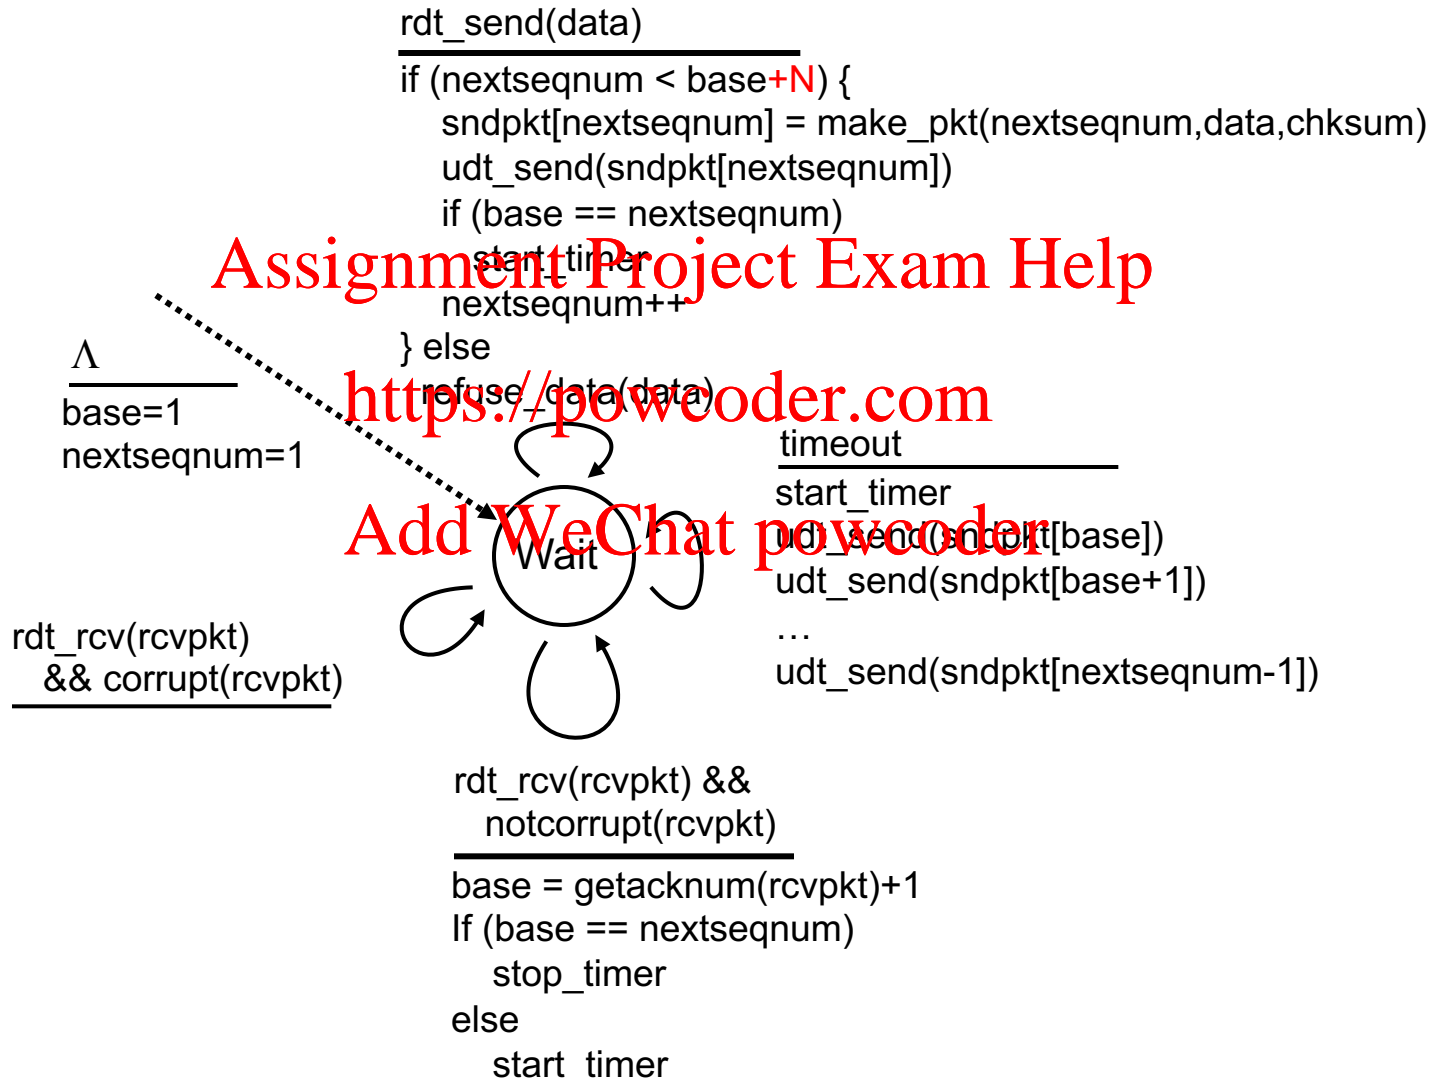 rdt_send(data)
if (nextseqnum < base+N) {
sndpkt[nextseqnum] = make_pkt(nextseqnum,data,chksum)
udt_send(sndpkt[nextseqnum])
if (base == nextseqnum)
start_timer
Assignment Project Exam Help
nextseqnum++
} else
refuse_data(data)
https://powcoder.com
Λ
base=1
nextseqnum=1
timeout
start_timer
udt_send(sndpkt[base])
udt_send(sndpkt[base+1])
…
udt_send(sndpkt[nextseqnum-1])
Add WeChat powcoder
Wait
rdt_rcv(rcvpkt)
&& corrupt(rcvpkt)
rdt_rcv(rcvpkt) &&
notcorrupt(rcvpkt)
base = getacknum(rcvpkt)+1
If (base == nextseqnum)
stop_timer
else
start_timer